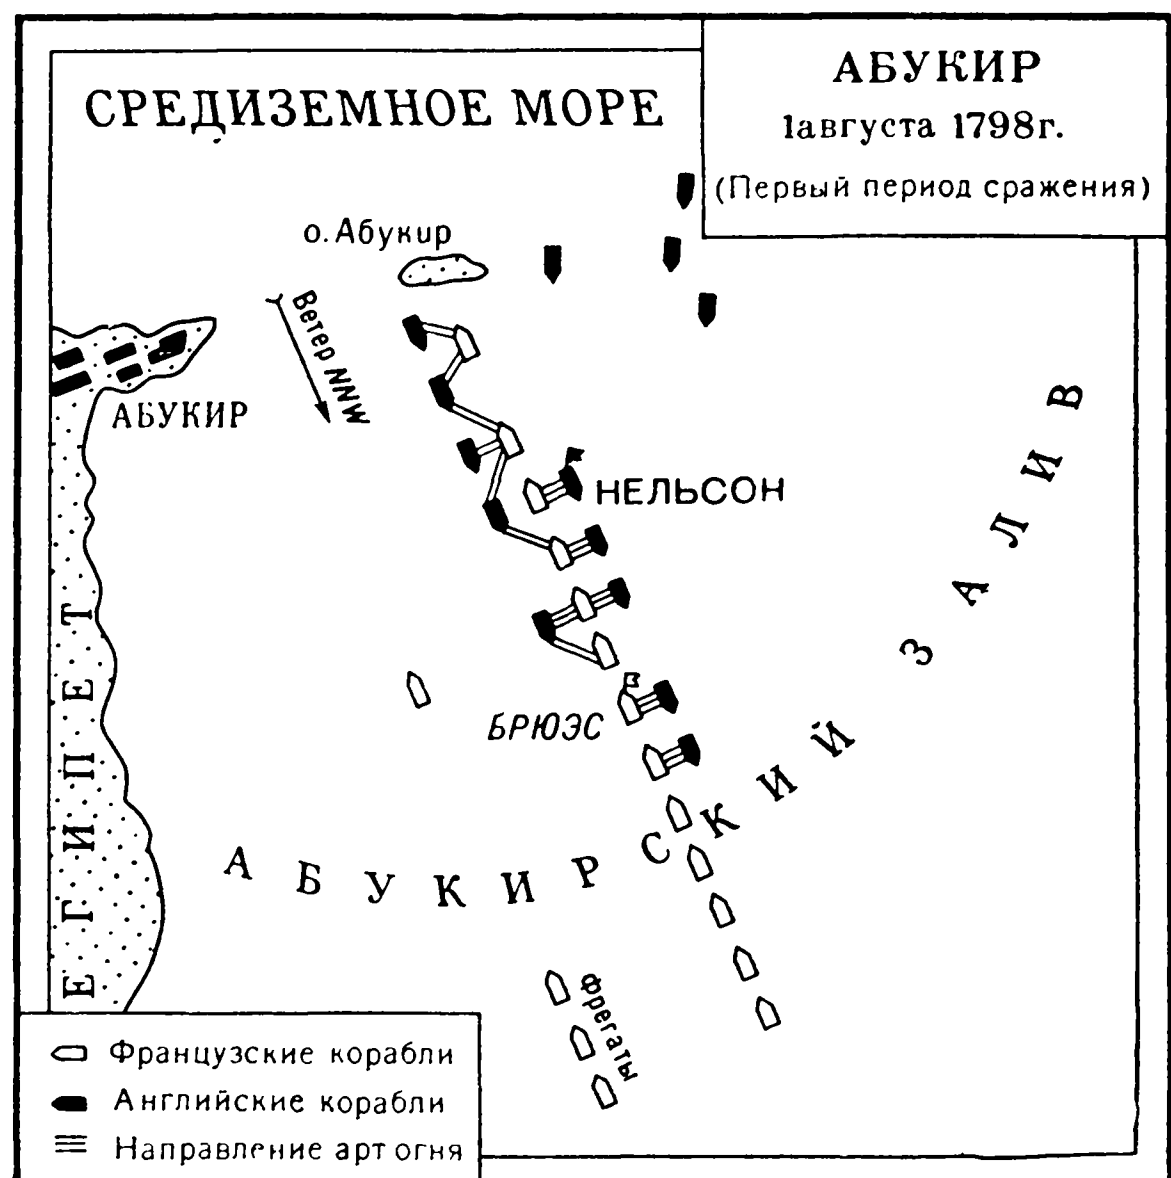 СРЕДИЗЕМНОЕ МОРЕ
АБУКИР
1августа 1798г.
(Первый период сражения)
о. Абукир
Ветер NNW
АБУКИР
НЕЛЬСОН
БРЮЭС
ЕГИПЕТ
АБУКИРСКИЙ ЗАЛИВ
Фрегаты
Французские корабли
Английские корабли
Направление арт огня